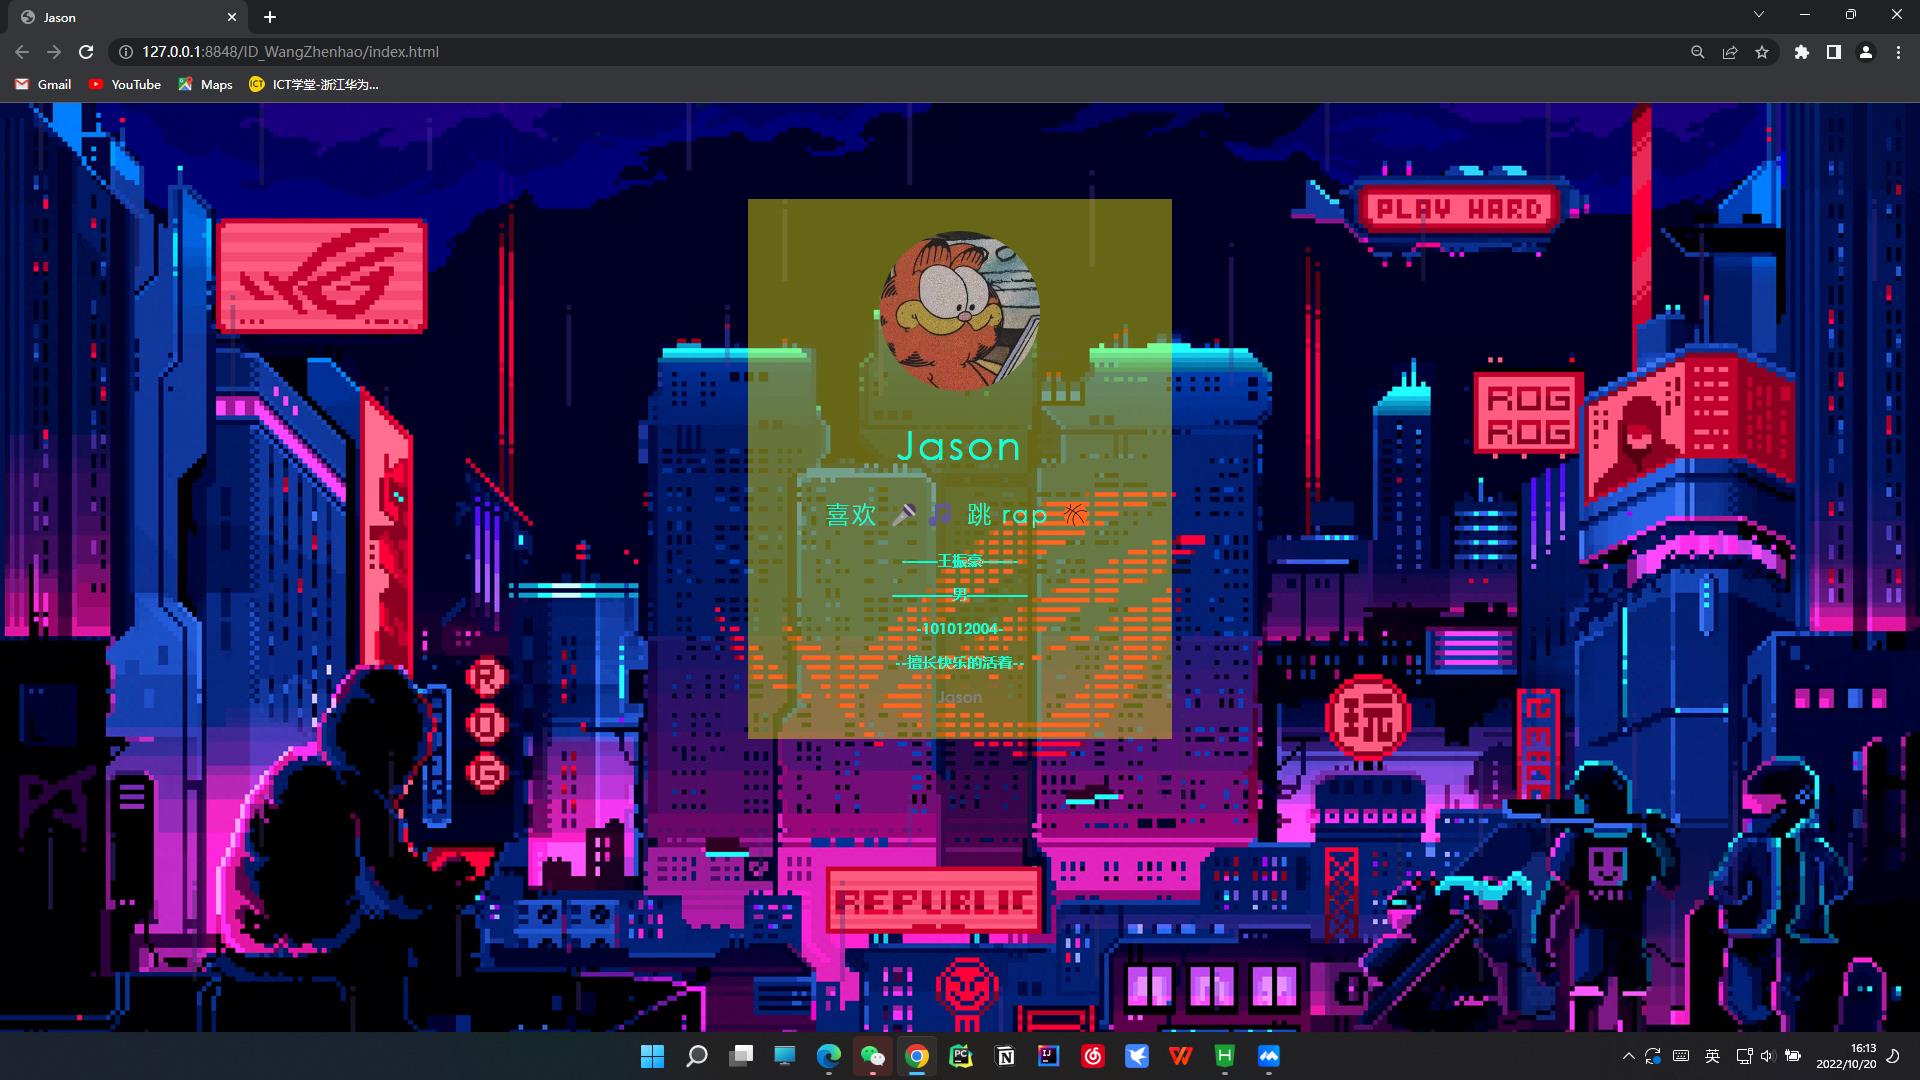 Jason
127.0.0.1:8848/ID_WangZhenhao/index.html
Gmail YouTube Maps ICT学堂-浙江华为...
PLAY HARD
ROG
ROG
Jason
喜欢 🎤🎵 跳 rap 🏀
王振豪
男
-101012004-
--擅长快乐的活着--
Jason
R
O
G
玩
REPUBLIC
英
16:13
2022/10/20